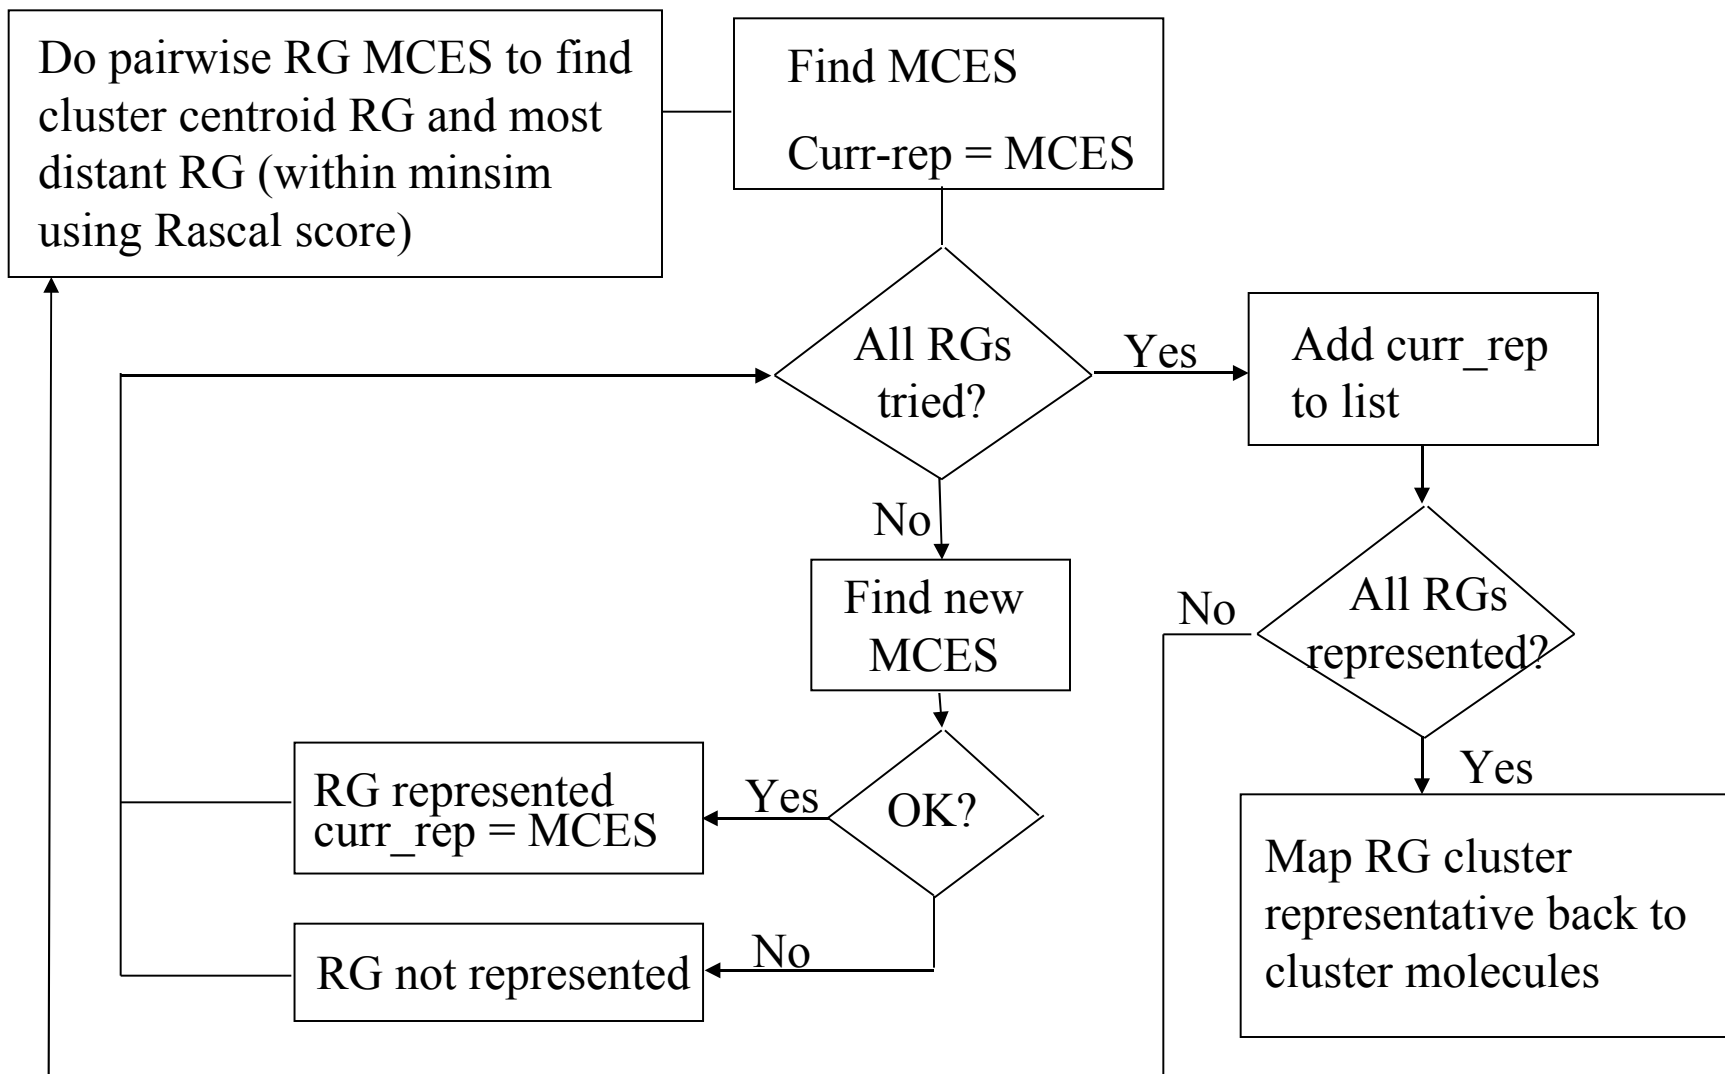 Do pairwise RG MCES to find
cluster centroid RG and most
distant RG (within minsim
using Rascal score)
Find MCES
Curr-rep = MCES
All RGs
tried?
Yes
Add curr_rep
to list
No
Find new
MCES
No
All RGs
represented?
Yes
OK?
Yes
RG represented
curr_rep = MCES
No
RG not represented
Map RG cluster
representative back to
cluster molecules